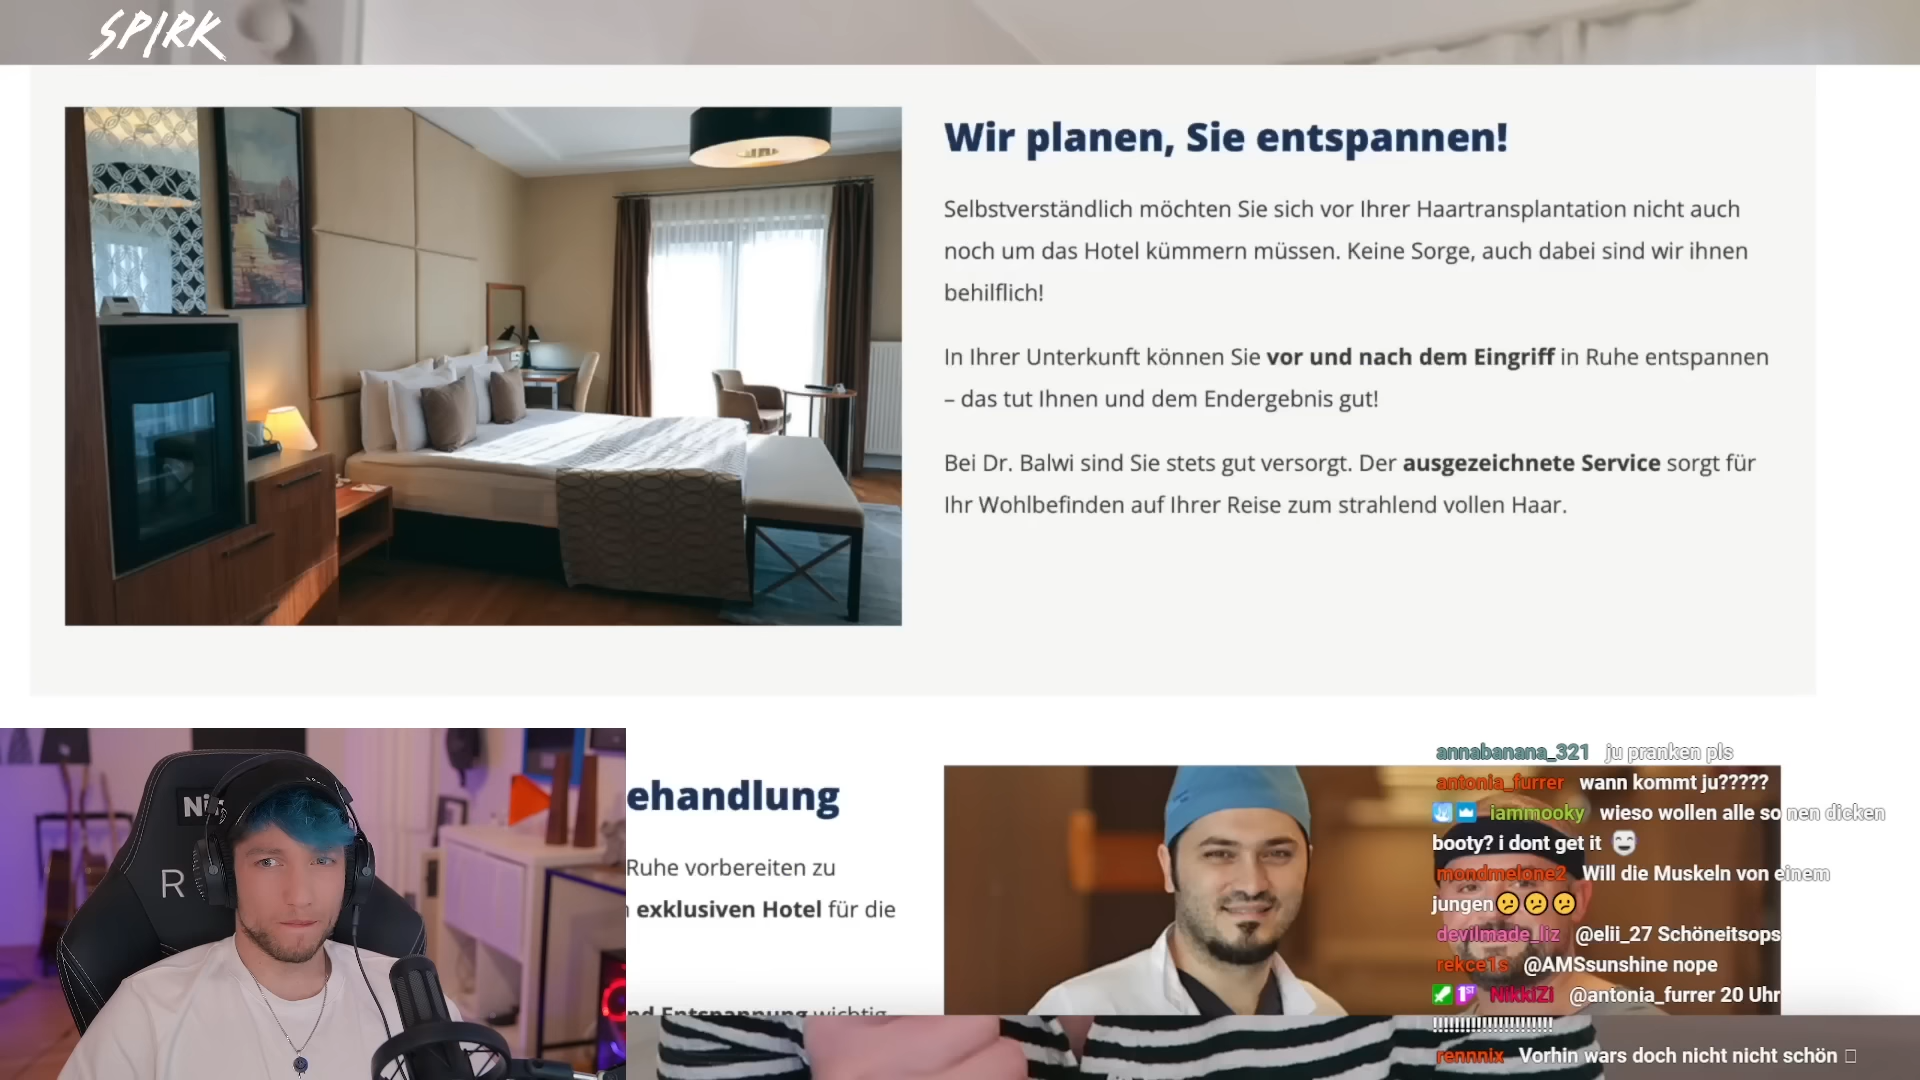 SPIRK
Wir planen, Sie entspannen!
Selbstverständlich möchten Sie sich vor Ihrer Haartransplantation nicht auch
noch um das Hotel kümmern müssen. Keine Sorge, auch dabei sind wir ihnen
behilflich!
In Ihrer Unterkunft können Sie vor und nach dem Eingriff in Ruhe entspannen
– das tut Ihnen und dem Endergebnis gut!
Bei Dr. Balwi sind Sie stets gut versorgt. Der ausgezeichnete Service sorgt für
Ihr Wohlbefinden auf Ihrer Reise zum strahlend vollen Haar.
ehandlung
Ruhe vorbereiten zu
exklusiven Hotel für die
nd Entspannung wichtig
R
annabanana_321 ju pranken pls
antonia_furrer wann kommt ju?????
iammooky wieso wollen alle so nen dicken
booty? i dont get it
mondmelone2 Will die Muskeln von einem
jungen😕😕😕
devilmade_liz @elii_27 Schöneitsops
rekce1s @AMSsunshine nope
1ST NikkiZi @antonia_furrer 20 Uhr
rennnix Vorhin wars doch nicht nicht schön